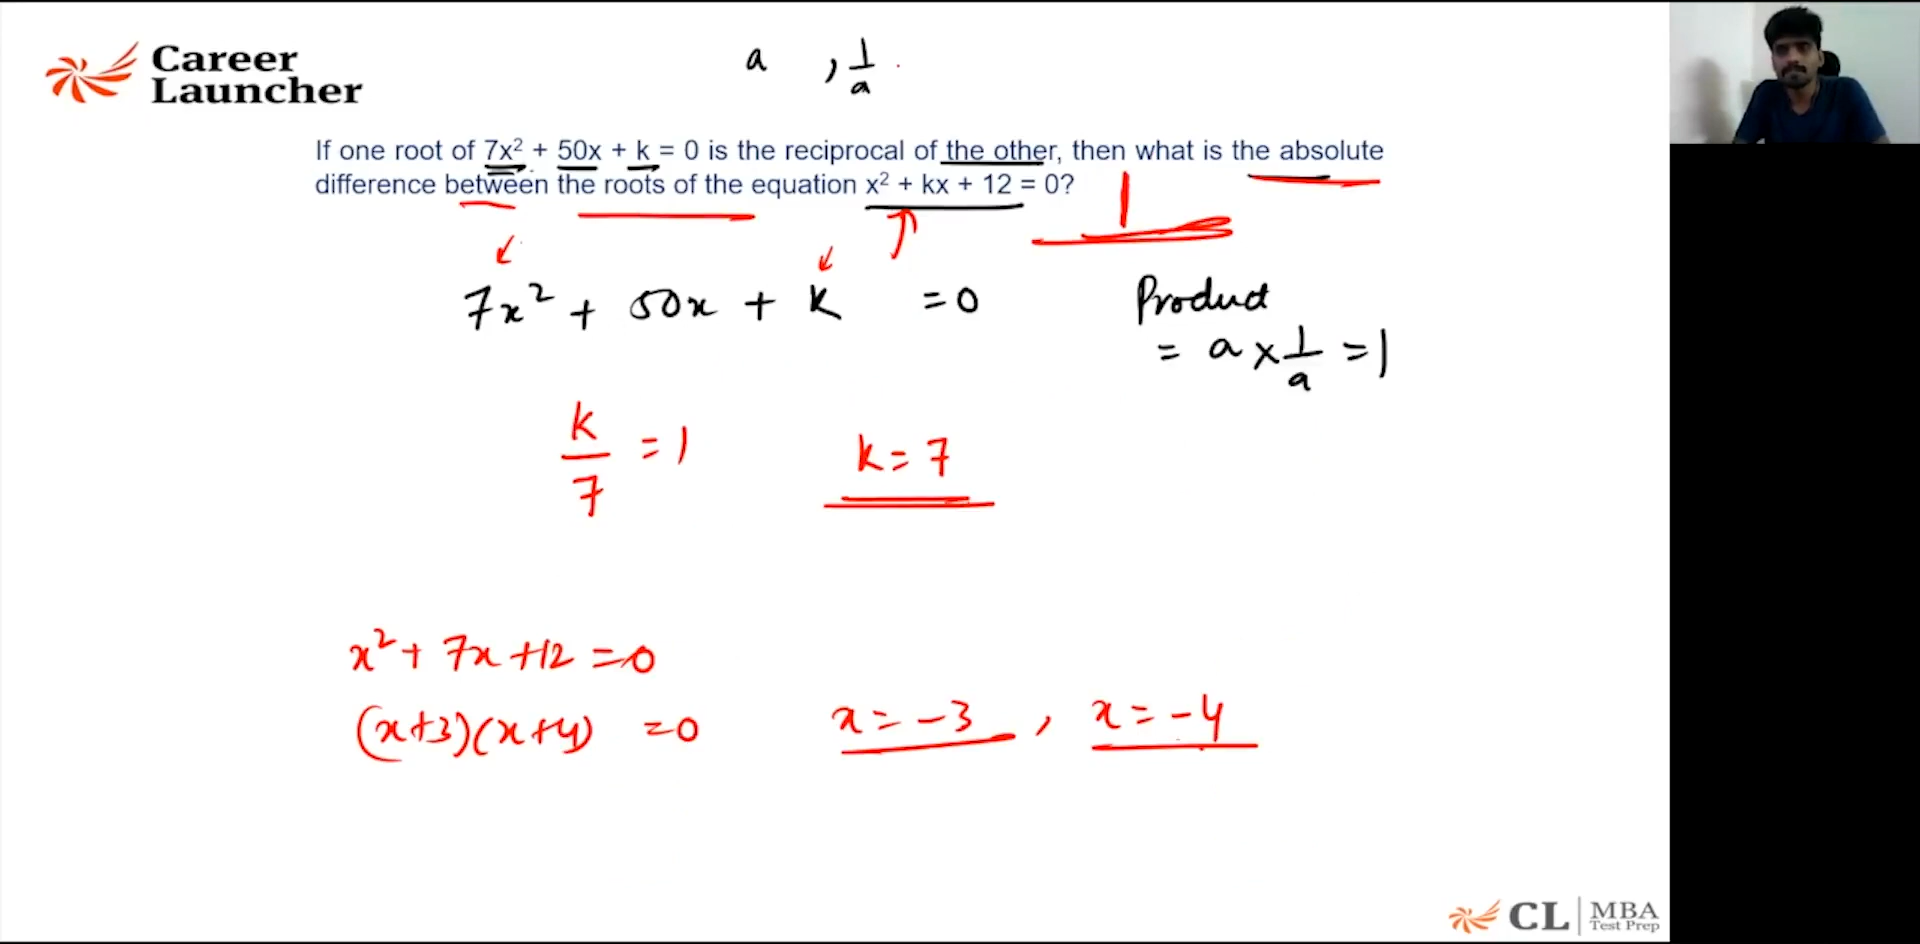 Career
Launcher
a , 1/a
If one root of 7x² + 50x + k = 0 is the reciprocal of the other, then what is the absolute
difference between the roots of the equation x² + kx + 12 = 0?
1
7x² + 50x + k = 0
Product
= a × 1/a = 1
k/7 = 1
k = 7
x² + 7x + 12 = 0
(x+3)(x+4) = 0
x = -3 , x = -4
CL MBA
Test Prep